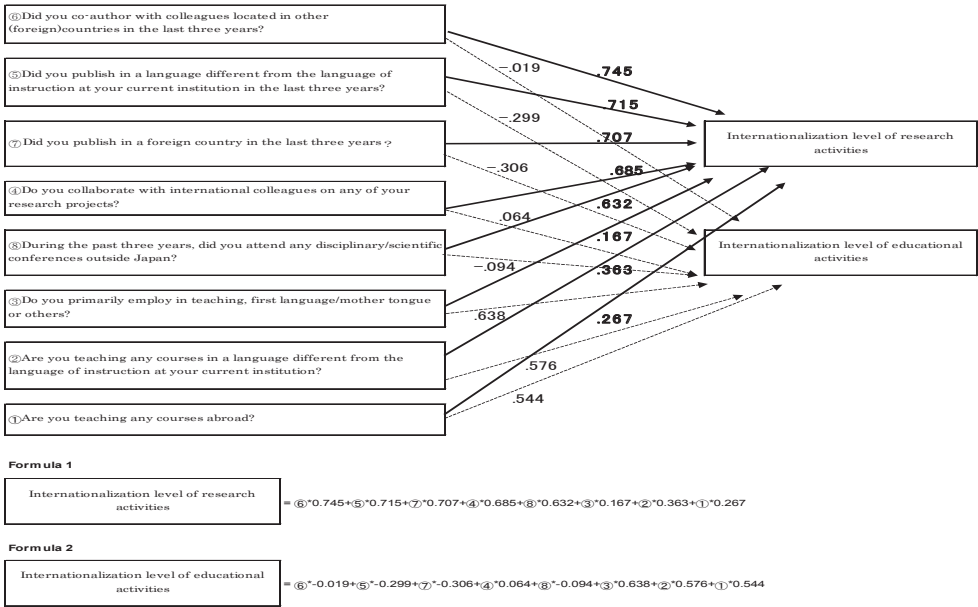 ⑥Did you co-author with colleagues located in other
(foreign)countries in the last three years?
⑤Did you publish in a language different from the language of
instruction at your current institution in the last three years?
⑦Did you publish in a foreign country in the last three years ?
④Do you collaborate with international colleagues on any of your
research projects?
⑧During the past three years, did you attend any disciplinary/scientific
conferences outside Japan?
③Do you primarily employ in teaching, first language/mother tongue
or others?
②Are you teaching any courses in a language different from the
language of instruction at your current institution?
①Are you teaching any courses abroad?
−.019
.745
.715
−.299
.707
−.306
.685
.632
.064
.167
−.094
.363
.638
.267
.576
.544
Internationalization level of research
activities
Internationalization level of educational
activities
Formula 1
Internationalization level of research
activities
= ⑥*0.745+⑤*0.715+⑦*0.707+④*0.685+⑧*0.632+③*0.167+②*0.363+①*0.267
Formula 2
Internationalization level of educational
activities
= ⑥*-0.019+⑤*-0.299+⑦*-0.306+④*0.064+⑧*-0.094+③*0.638+②*0.576+①*0.544